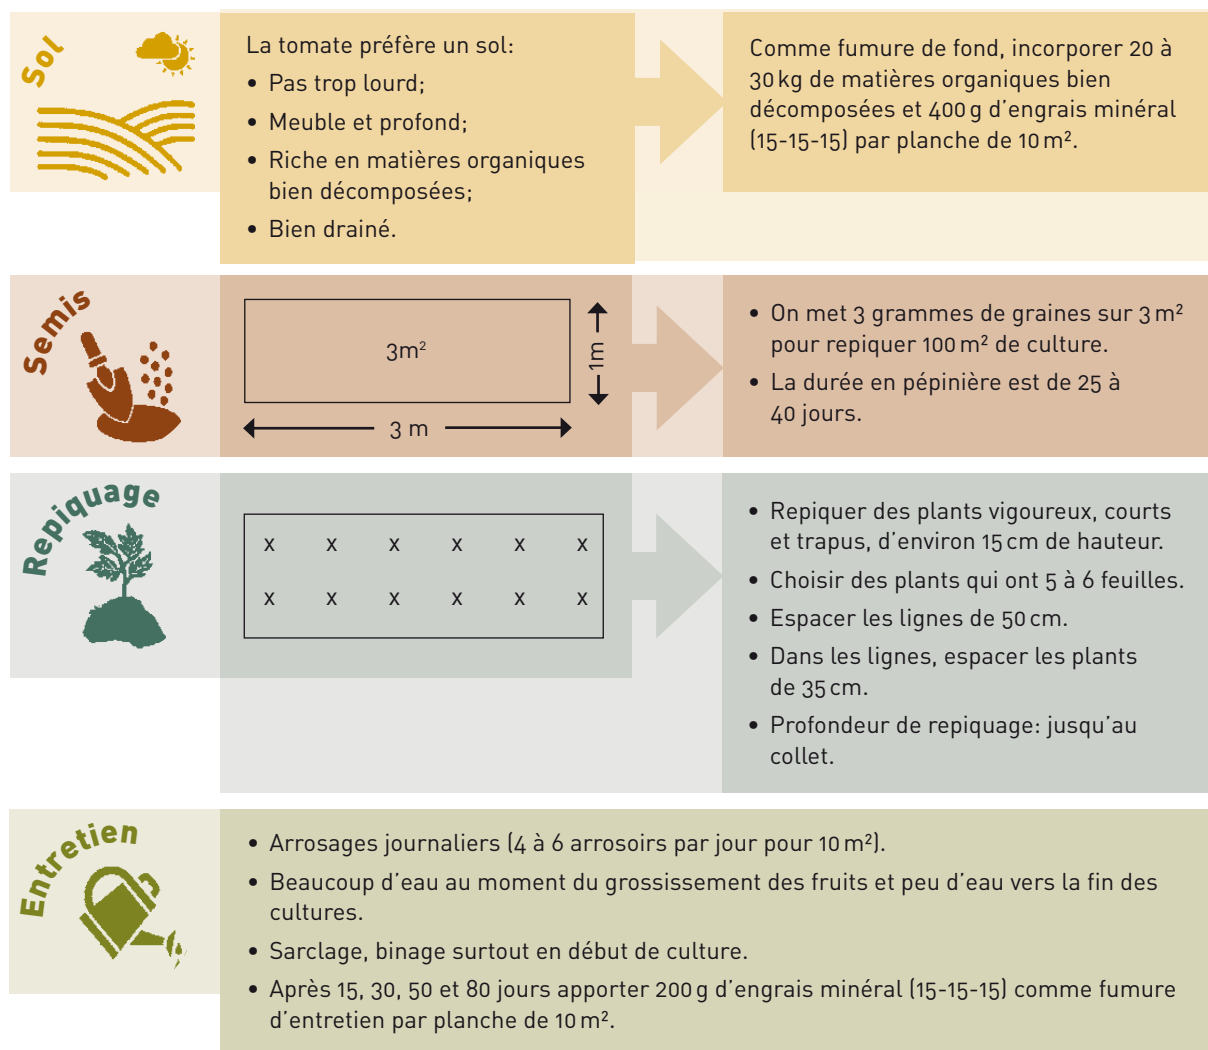 Sol
La tomate préfère un sol:
• Pas trop lourd;
• Meuble et profond;
• Riche en matières organiques
bien décomposées;
• Bien drainé.
Comme fumure de fond, incorporer 20 à
30 kg de matières organiques bien
décomposées et 400 g d'engrais minéral
(15-15-15) par planche de 10 m².
Semis
3m²
1m
3 m
• On met 3 grammes de graines sur 3 m²
pour repiquer 100 m² de culture.
• La durée en pépinière est de 25 à
40 jours.
Repiquage
x x x x x x
x x x x x x
• Repiquer des plants vigoureux, courts
et trapus, d'environ 15 cm de hauteur.
• Choisir des plants qui ont 5 à 6 feuilles.
• Espacer les lignes de 50 cm.
• Dans les lignes, espacer les plants
de 35 cm.
• Profondeur de repiquage: jusqu'au
collet.
Entretien
• Arrosages journaliers (4 à 6 arrosoirs par jour pour 10 m²).
• Beaucoup d'eau au moment du grossissement des fruits et peu d'eau vers la fin des
cultures.
• Sarclage, binage surtout en début de culture.
• Après 15, 30, 50 et 80 jours apporter 200 g d'engrais minéral (15-15-15) comme fumure
d'entretien par planche de 10 m².